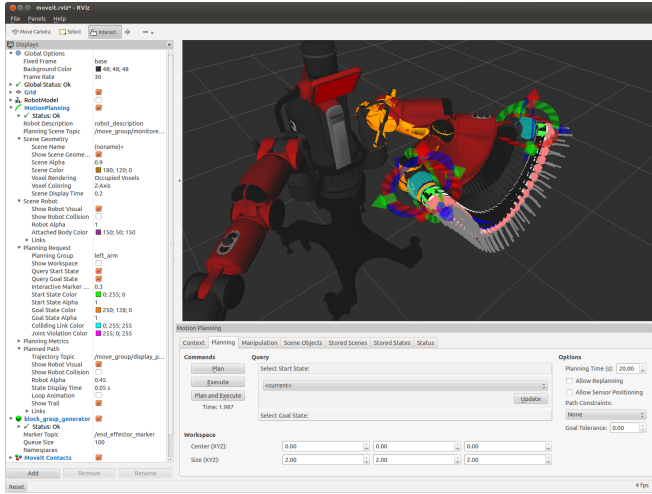 moveit.rviz* - RViz
File Panels Help
Move Camera Select Interact
Displays
Global Options
Fixed Frame base
Background Color 48; 48; 48
Frame Rate 30
Global Status: Ok
Grid
RobotModel
MotionPlanning
Status: Ok
Robot Description robot_description
Planning Scene Topic /move_group/monitore...
Scene Geometry
Scene Name (noname)+
Show Scene Geome...
Scene Alpha 0.9
Scene Color 180; 120; 0
Voxel Rendering Occupied Voxels
Voxel Coloring Z-Axis
Scene Display Time 0.2
Scene Robot
Show Robot Visual
Show Robot Collision
Robot Alpha 1
Attached Body Color 150; 50; 150
Links
Planning Request
Planning Group left_arm
Show Workspace
Query Start State
Query Goal State
Interactive Marker ... 0.3
Start State Color 0; 255; 0
Start State Alpha 1
Goal State Color 250; 128; 0
Goal State Alpha 1
Colliding Link Color 0; 255; 255
Joint Violation Color 255; 0; 255
Planning Metrics
Planned Path
Trajectory Topic /move_group/display_p...
Show Robot Visual
Show Robot Collision
Robot Alpha 0.45
State Display Time 0.05 s
Loop Animation
Show Trail
Links
block_grasp_generator
Status: Ok
Marker Topic /end_effector_marker
Queue Size 100
Namespaces
Moveit Contacts
Add Remove Rename
Reset
Motion Planning
Context Planning Manipulation Scene Objects Stored Scenes Stored States Status
Commands Query Options
Plan Select Start State: Planning Time (s): 20.00
Execute <current> Allow Replanning
Plan and Execute Update Allow Sensor Positioning
Time: 1.987 Path Constraints:
Select Goal State: None
Goal Tolerance: 0.00
Workspace
Center (XYZ): 0.00 0.00 0.00
Size (XYZ): 2.00 2.00 2.00
4 fps